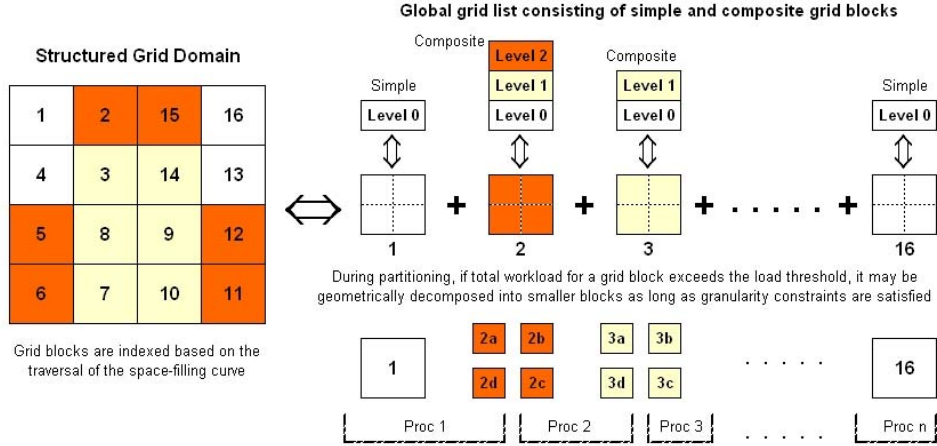 Global grid list consisting of simple and composite grid blocks
Structured Grid Domain
1 2 15 16
4 3 14 13
5 8 9 12
6 7 10 11
Grid blocks are indexed based on the
traversal of the space-filling curve
Simple
Level 0
Composite
Level 2
Level 1
Level 0
Composite
Level 1
Level 0
Simple
Level 0
+ + + . . . . . +
1 2 3 16
During partitioning, if total workload for a grid block exceeds the load threshold, it may be
geometrically decomposed into smaller blocks as long as granularity constraints are satisfied
2a 2b 3a 3b
1 . . . . . 16
2d 2c 3d 3c
Proc 1 Proc 2 Proc 3 . . . . . Proc n